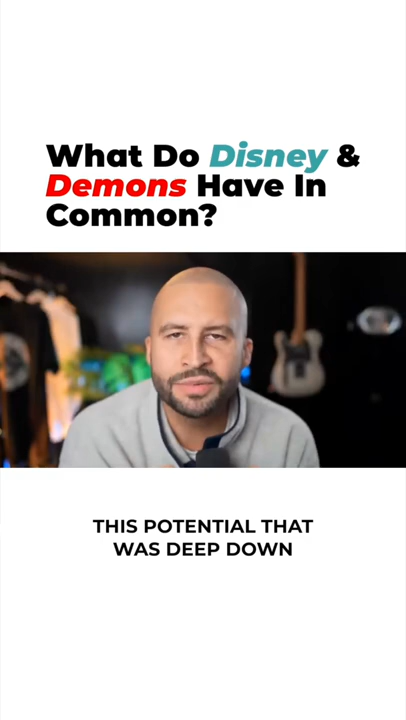 What Do Disney &
Demons Have In
Common?
THIS POTENTIAL THAT
WAS DEEP DOWN